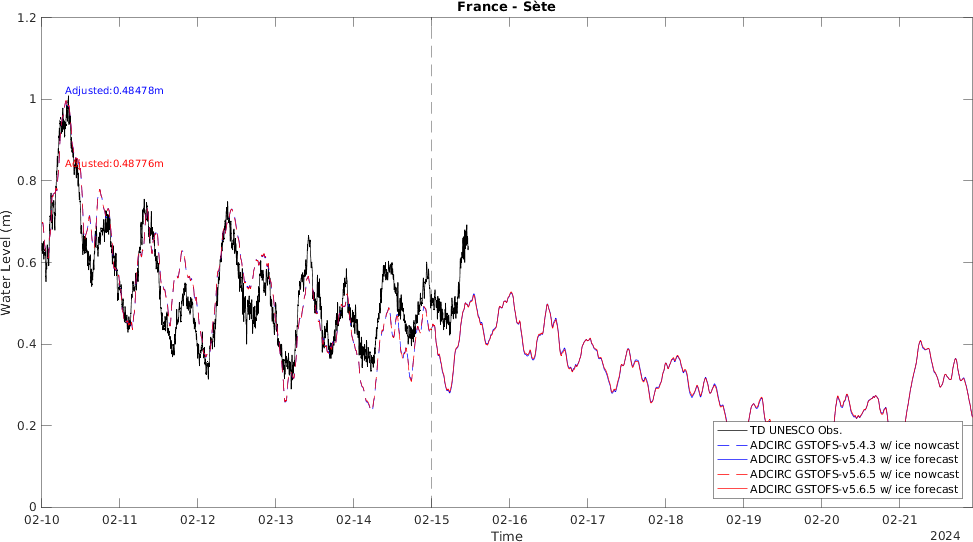 France - Sète
1.2
1
0.8
0.6
0.4
0.2
0
Water Level (m)
Adjusted:0.48478m
Adjusted:0.48776m
TD UNESCO Obs.
ADCIRC GSTOFS-v5.4.3 w/ ice nowcast
ADCIRC GSTOFS-v5.4.3 w/ ice forecast
ADCIRC GSTOFS-v5.6.5 w/ ice nowcast
ADCIRC GSTOFS-v5.6.5 w/ ice forecast
02-10 02-11 02-12 02-13 02-14 02-15 02-16 02-17 02-18 02-19 02-20 02-21
Time
2024